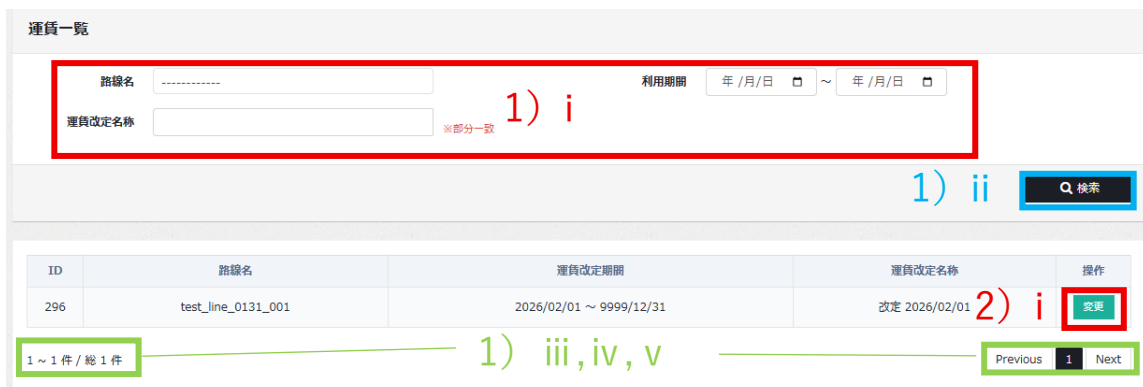 運賃一覧
路線名 ------------ 利用期間 年 /月/日 ～ 年 /月/日
運賃改定名称 ※部分一致 1) i
1) ii 検索
ID 路線名 運賃改定期間 運賃改定名称 操作
296 test_line_0131_001 2026/02/01 ～ 9999/12/31 改定 2026/02/01 2) i 変更
1 ~ 1 件 / 総 1 件 1) iii , iv , v Previous 1 Next